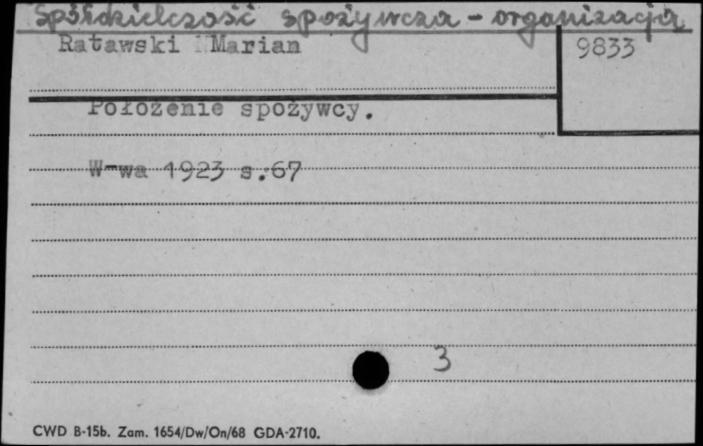 Spółdzielczość spożywcza - organizacja
Ratawski Marian
9833
Położenie spożywcy.
W-wa 1923 s.67
3
CWD B-15b. Zam. 1654/Dw/On/68 GDA-2710.